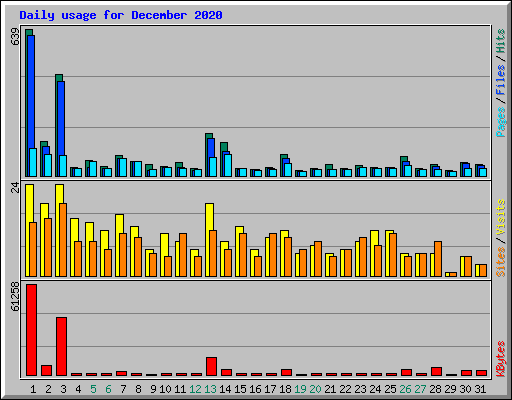 Daily usage for December 2020
639
Pages / Files / Hits
24
Sites / Visits
61258
KBytes
1 2 3 4 5 6 7 8 9 10 11 12 13 14 15 16 17 18 19 20 21 22 23 24 25 26 27 28 29 30 31